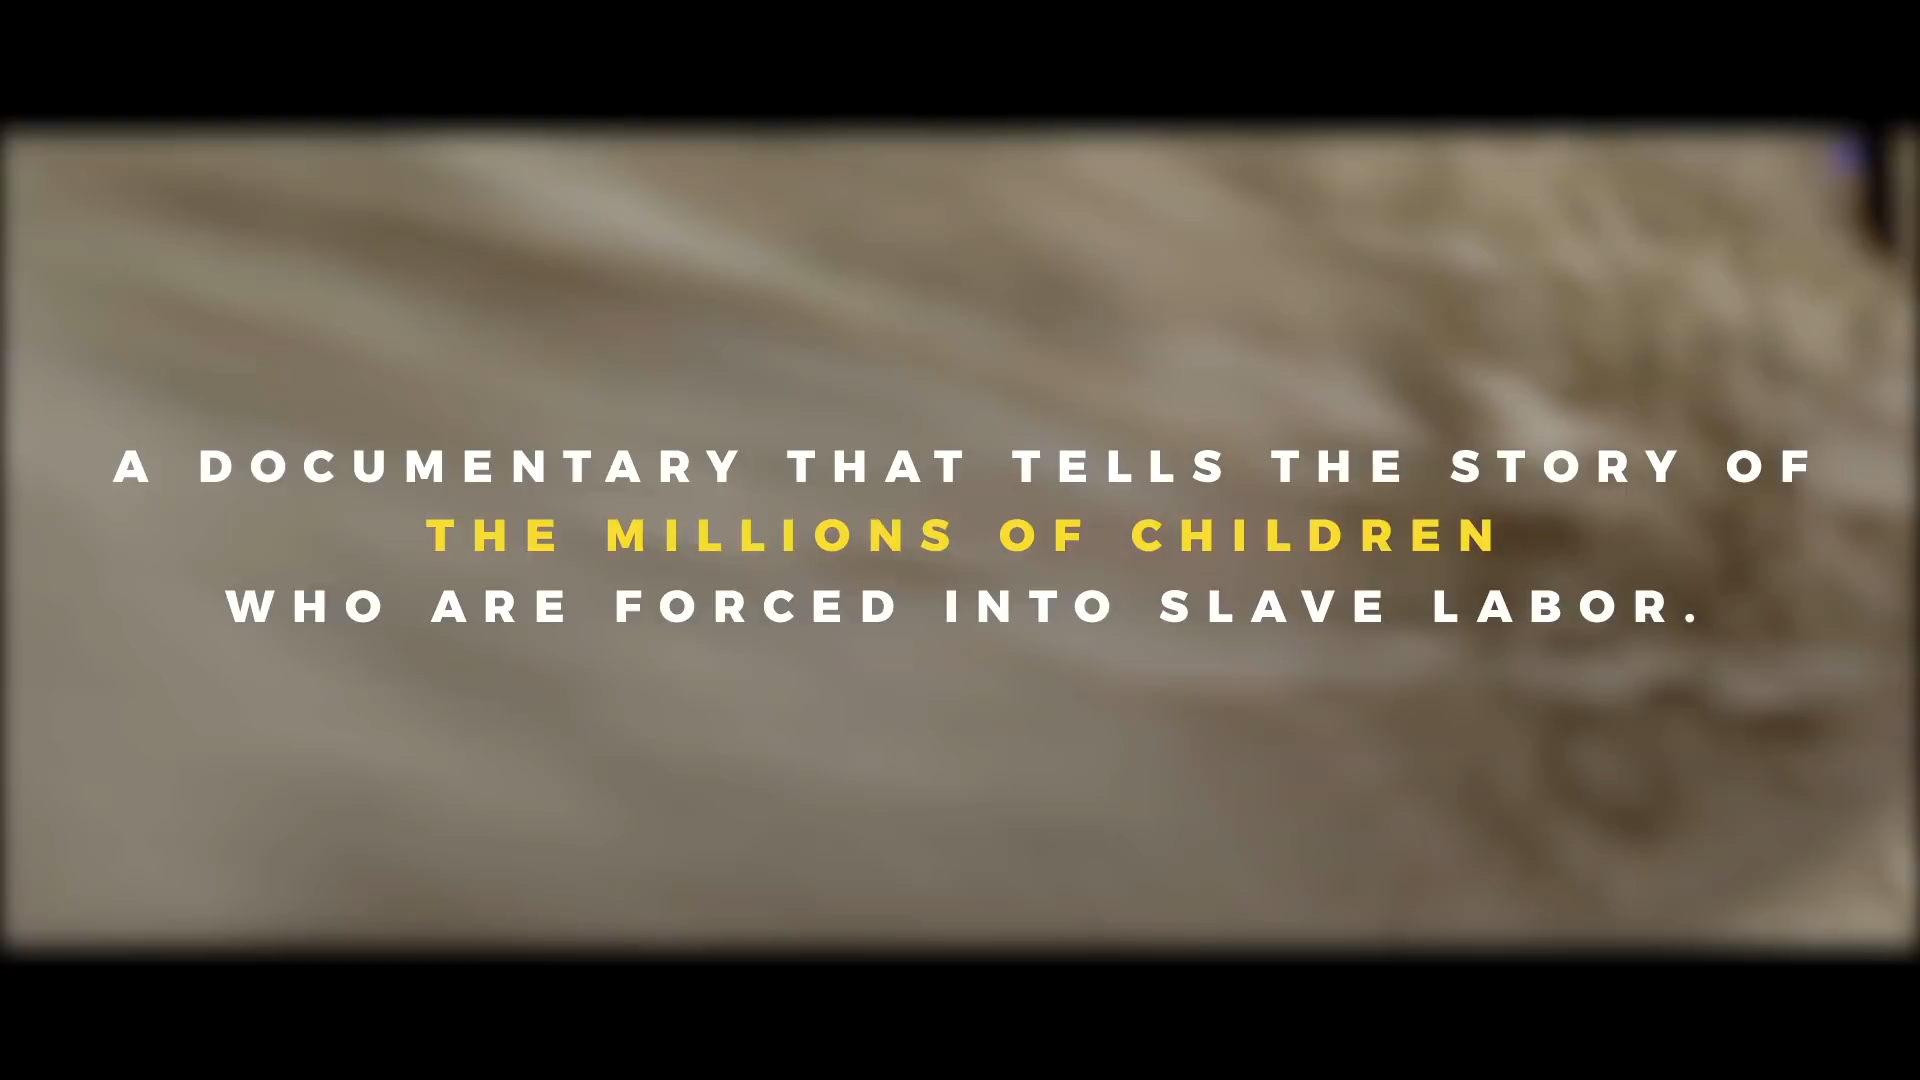 A DOCUMENTARY THAT TELLS THE STORY OF
THE MILLIONS OF CHILDREN
WHO ARE FORCED INTO SLAVE LABOR.